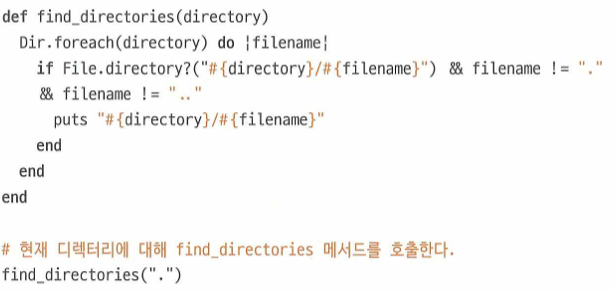 def find_directories(directory)
  Dir.foreach(directory) do |filename|
    if File.directory?("#{directory}/#{filename}") && filename != "."
    && filename != ".."
      puts "#{directory}/#{filename}"
    end
  end
end

# 현재 디렉터리에 대해 find_directories 메서드를 호출한다.
find_directories(".")